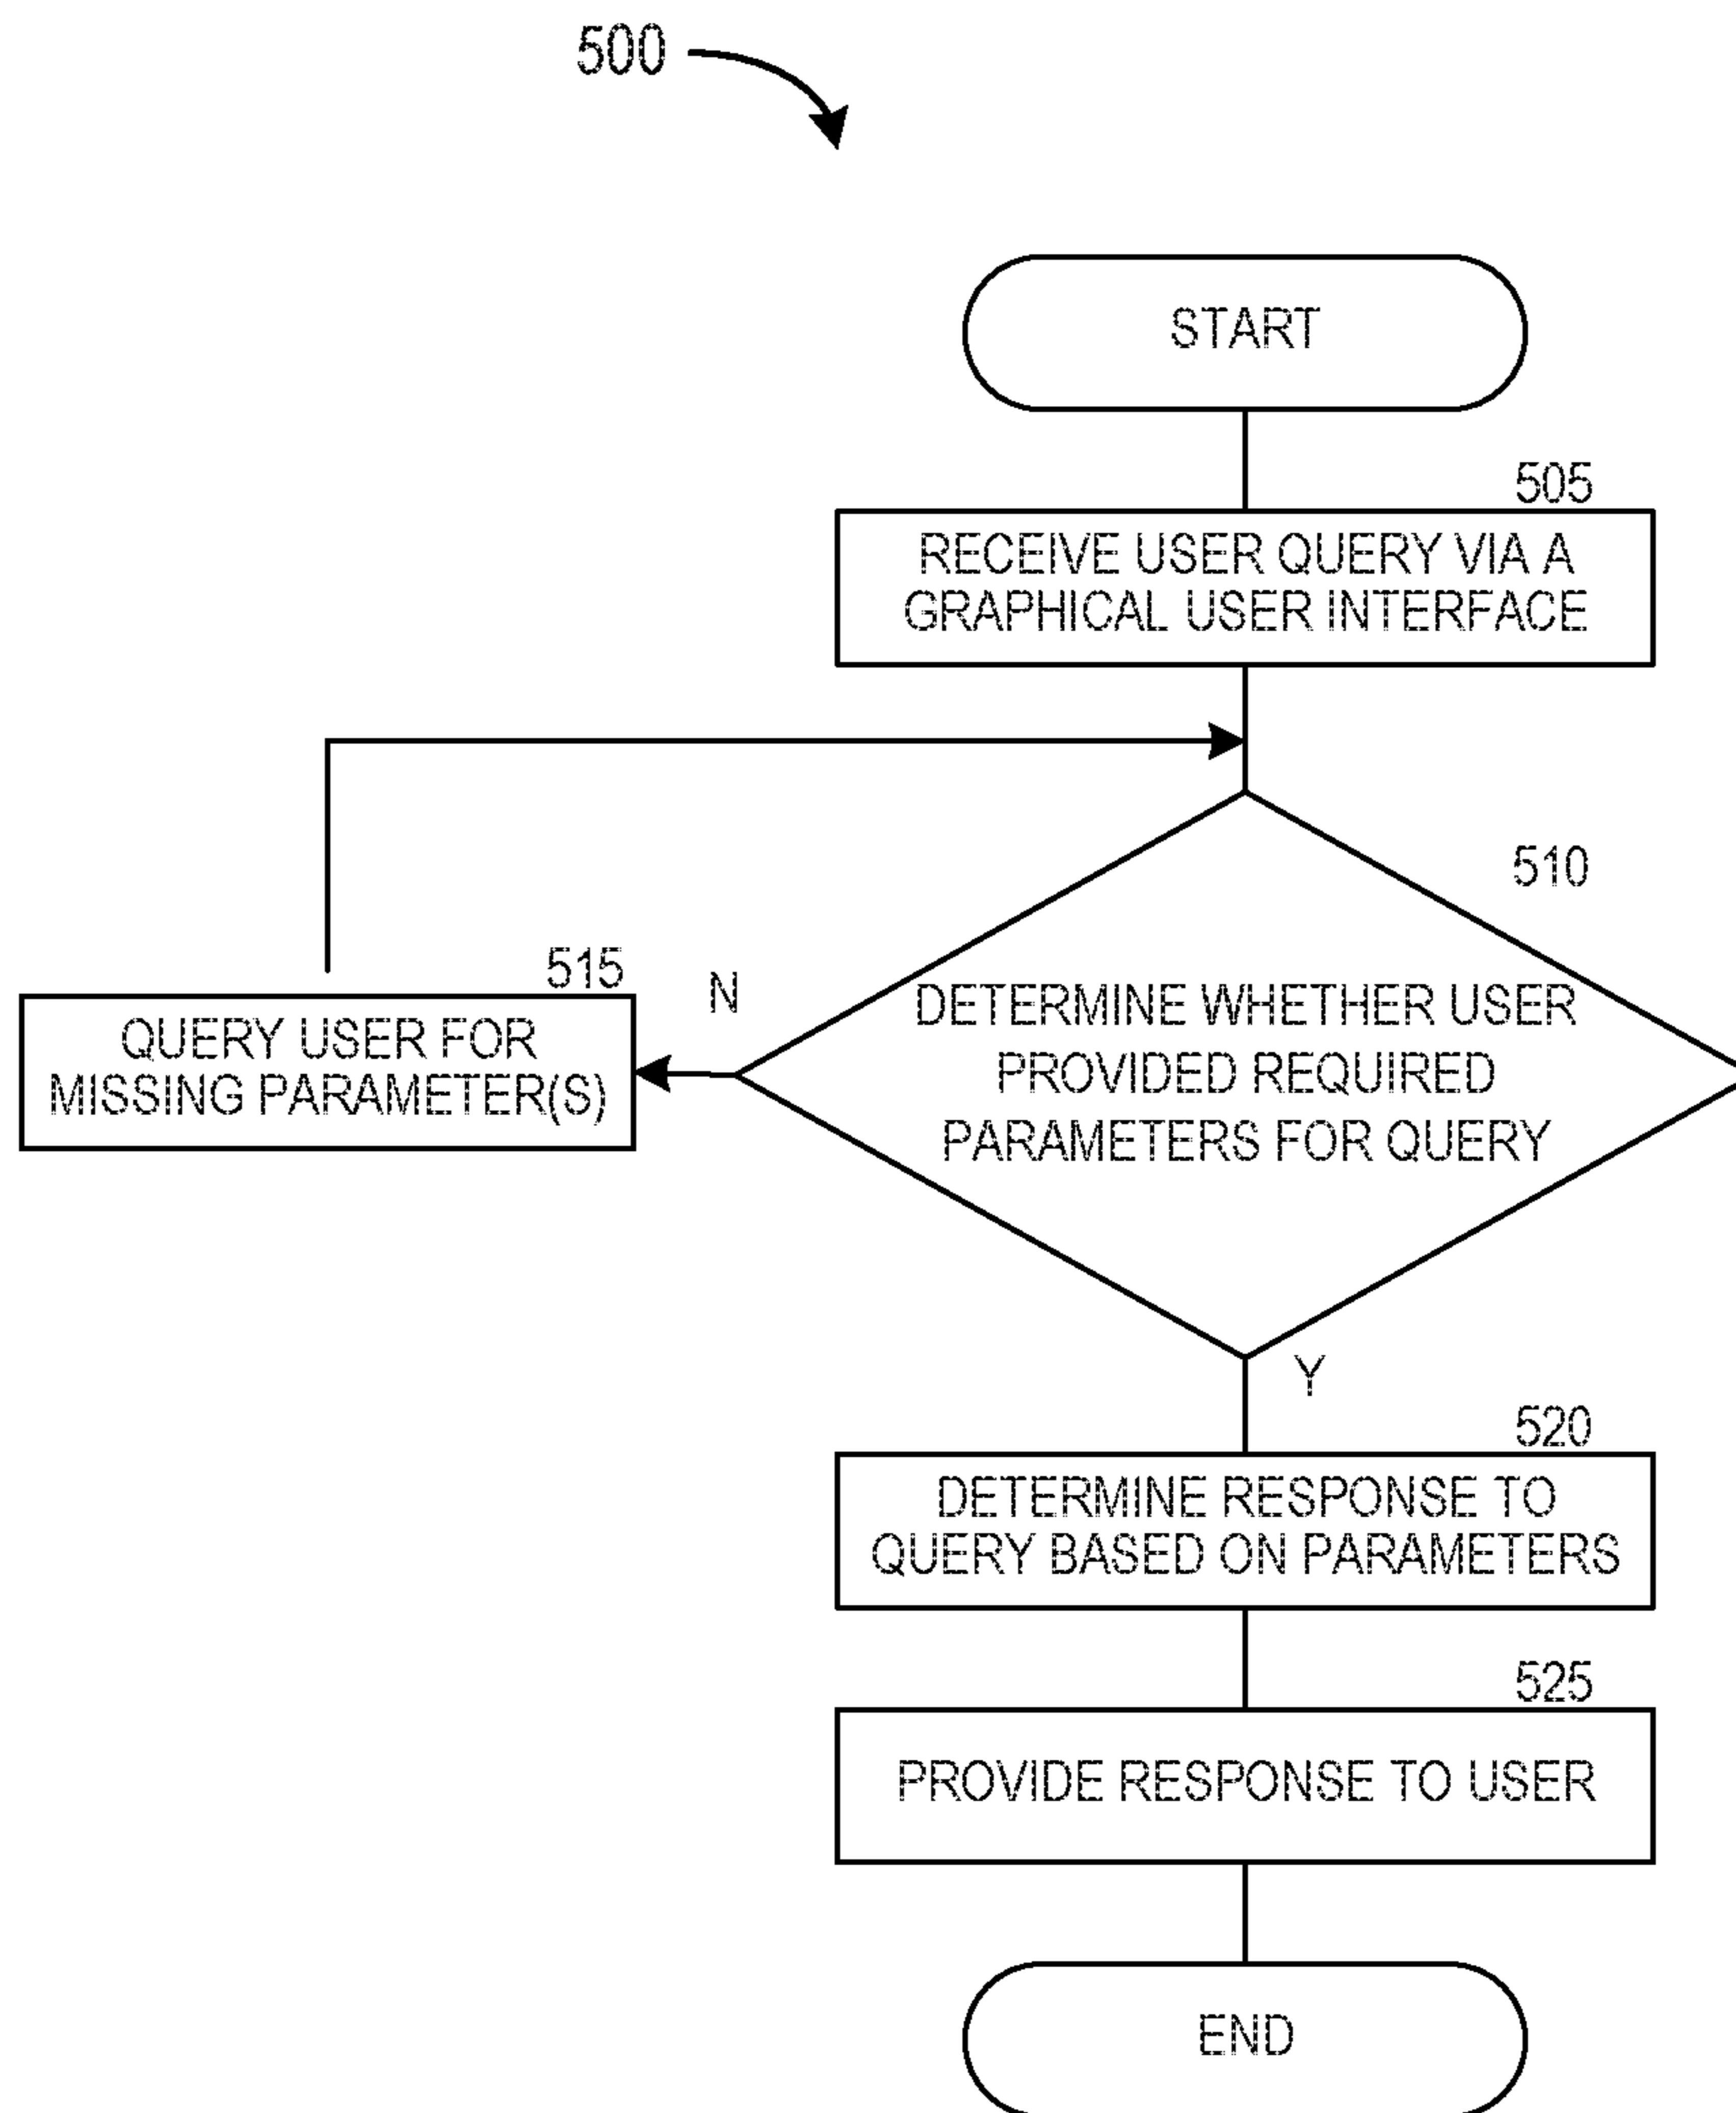 500
START
505
RECEIVE USER QUERY VIA A
GRAPHICAL USER INTERFACE
510
DETERMINE WHETHER USER
PROVIDED REQUIRED
PARAMETERS FOR QUERY
N
515
QUERY USER FOR
MISSING PARAMETER(S)
Y
520
DETERMINE RESPONSE TO
QUERY BASED ON PARAMETERS
525
PROVIDE RESPONSE TO USER
END